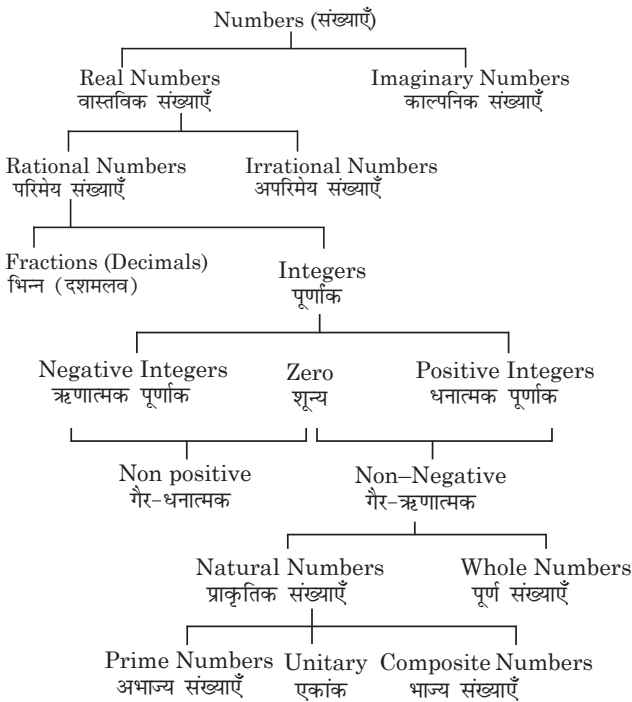 Numbers (संख्याएँ)
Real Numbers
वास्तविक संख्याएँ
Imaginary Numbers
काल्पनिक संख्याएँ
Rational Numbers
परिमेय संख्याएँ
Irrational Numbers
अपरिमेय संख्याएँ
Fractions (Decimals)
भिन्न (दशमलव)
Integers
पूर्णांक
Negative Integers
ऋणात्मक पूर्णांक
Zero
शून्य
Positive Integers
धनात्मक पूर्णांक
Non positive
गैर-धनात्मक
Non–Negative
गैर-ऋणात्मक
Natural Numbers
प्राकृतिक संख्याएँ
Whole Numbers
पूर्ण संख्याएँ
Prime Numbers
अभाज्य संख्याएँ
Unitary
एकांक
Composite Numbers
भाज्य संख्याएँ